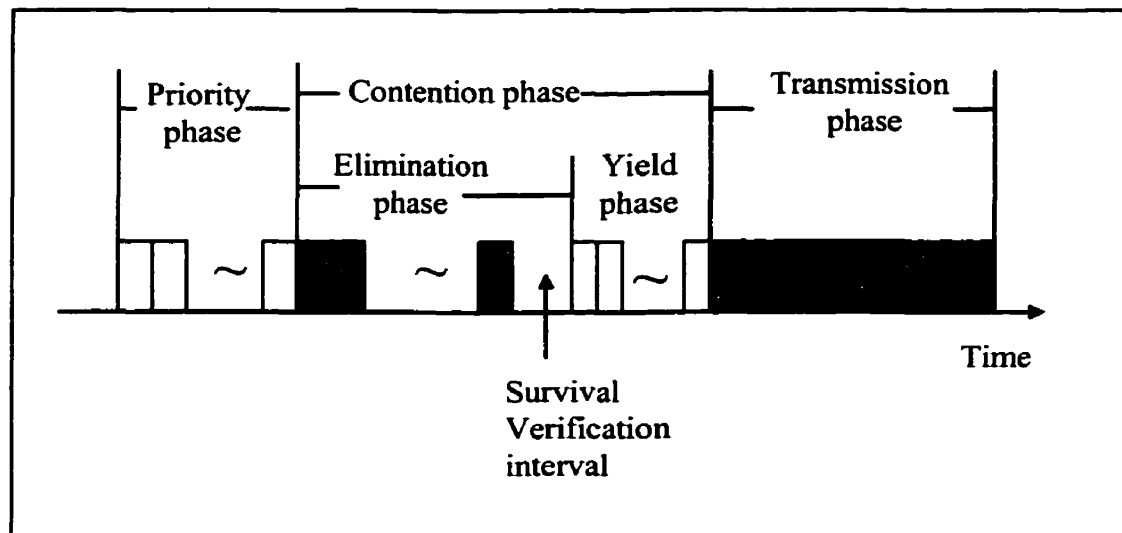 Priority
phase
Contention phase
Transmission
phase
Elimination
phase
Yield
phase
~
~
~
Time
Survival
Verification
interval